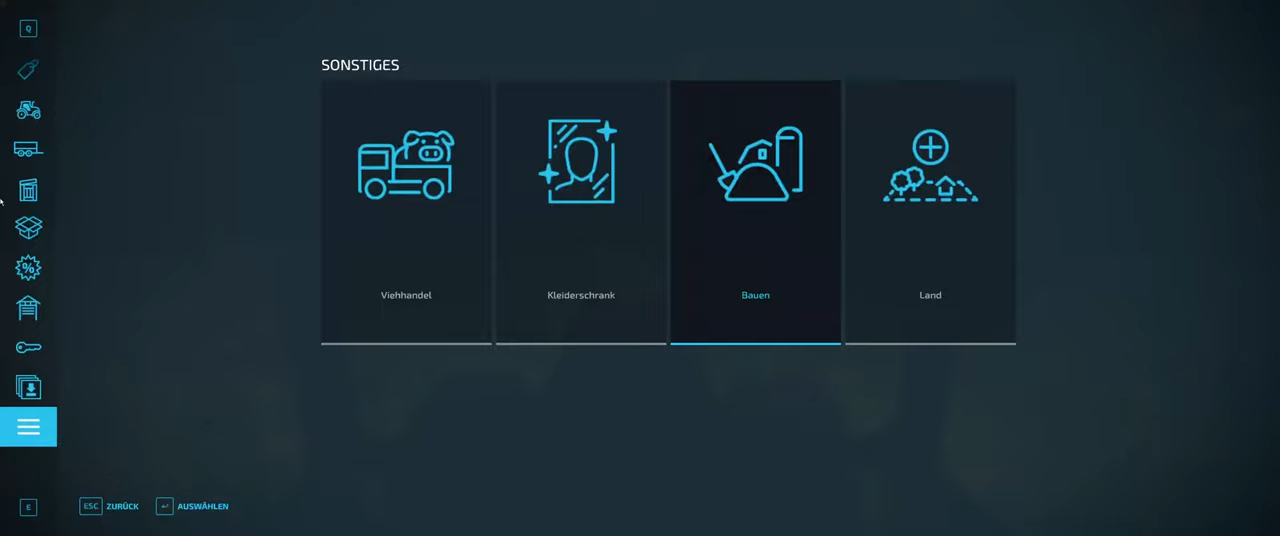 Q
SONSTIGES
Viehhandel
Kleiderschrank
Bauen
Land
E
ESC ZURÜCK
AUSWÄHLEN